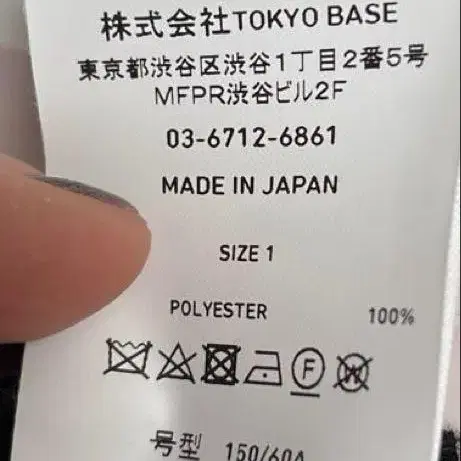 株式会社TOKYO BASE
東京都渋谷区渋谷1丁目2番5号
MFPR渋谷ビル2F
03-6712-6861
MADE IN JAPAN
SIZE 1
POLYESTER 100%
F W
号型 150/60A